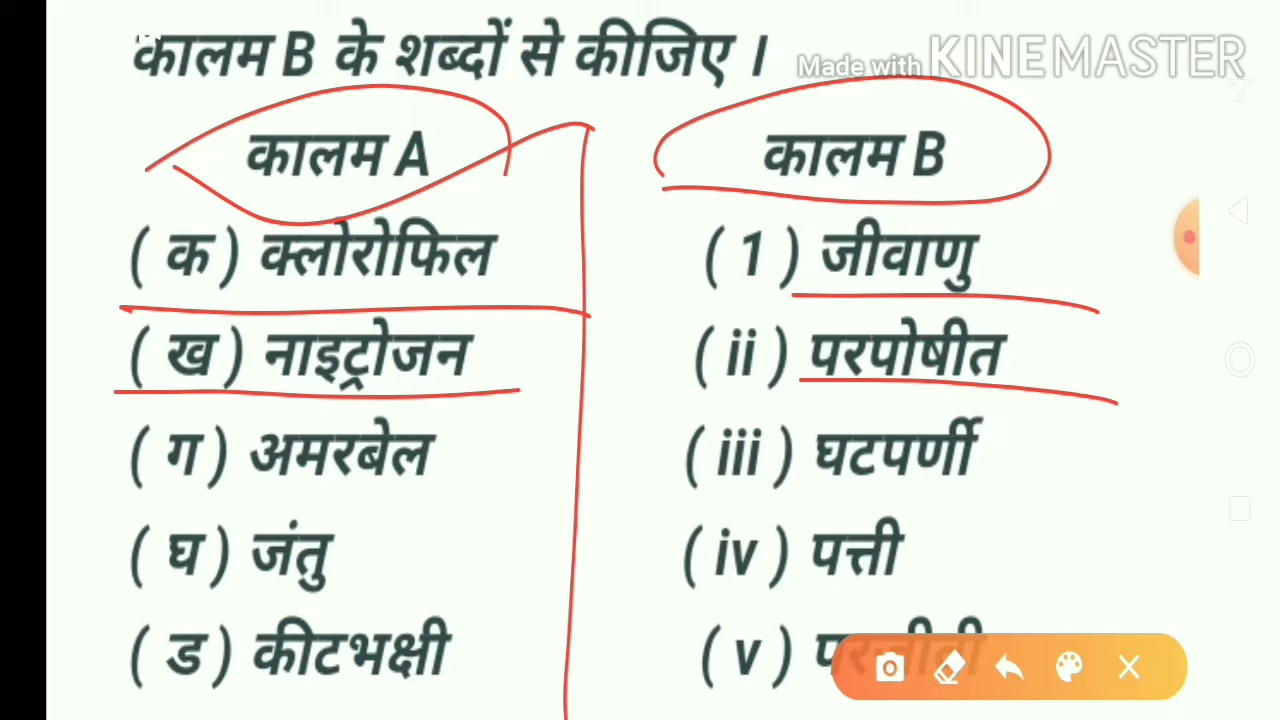 कालम B के शब्दों से कीजिए ।
Made with KINEMASTER
कालम A कालम B
( क ) क्लोरोफिल ( 1 ) जीवाणु
( ख ) नाइट्रोजन ( ii ) परपोषीत
( ग ) अमरबेल ( iii ) घटपर्णी
( घ ) जंतु ( iv ) पत्ती
( ड ) कीटभक्षी ( v )